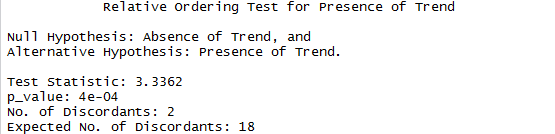 Relative Ordering Test for Presence of Trend
Null Hypothesis: Absence of Trend, and
Alternative Hypothesis: Presence of Trend.
Test Statistic: 3.3362
p_value: 4e-04
No. of Discordants: 2
Expected No. of Discordants: 18